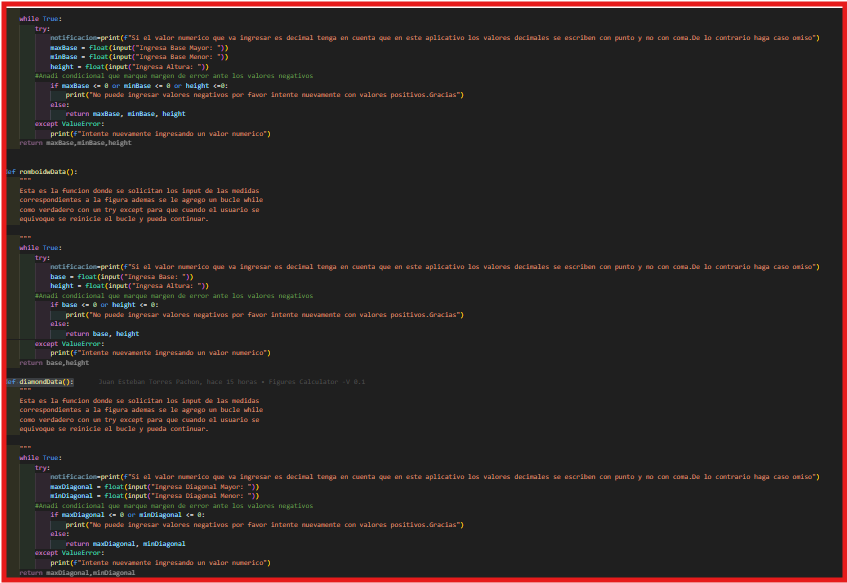 while True:
try:
notificacion=print(f"Si el valor numerico que va ingresar es decimal tenga en cuenta que en este aplicativo los valores decimales se escriben con punto y no con coma.De lo contrario haga caso omiso")
maxBase = float(input("Ingresa Base Mayor: "))
minBase = float(input("Ingresa Base Menor: "))
height = float(input("Ingresa Altura: "))
#Anadi condicional que marque margen de error ante los valores negativos
if maxBase <= 0 or minBase <= 0 or height <=0:
print("No puede ingresar valores negativos por favor intente nuevamente con valores positivos.Gracias")
else:
return maxBase, minBase, height
except ValueError:
print(f"Intente nuevamente ingresando un valor numerico")
return maxBase,minBase,height
ef romboidwData():
"""
Esta es la funcion donde se solicitan los input de las medidas
correspondientes a la figura ademas se le agrego un bucle while
como verdadero con un try except para que cuando el usuario se
equivoque se reinicie el bucle y pueda continuar.
"""
while True:
try:
notificacion=print(f"Si el valor numerico que va ingresar es decimal tenga en cuenta que en este aplicativo los valores decimales se escriben con punto y no con coma.De lo contrario haga caso omiso")
base = float(input("Ingresa Base: "))
height = float(input("Ingresa Altura: "))
#Anadi condicional que marque margen de error ante los valores negativos
if base <= 0 or height <= 0:
print("No puede ingresar valores negativos por favor intente nuevamente con valores positivos.Gracias")
else:
return base, height
except ValueError:
print(f"Intente nuevamente ingresando un valor numerico")
return base,height
ef diamondData(): Juan Esteban Torres Pachon, hace 15 horas • Figures Calculator -V 0.1
"""
Esta es la funcion donde se solicitan los input de las medidas
correspondientes a la figura ademas se le agrego un bucle while
como verdadero con un try except para que cuando el usuario se
equivoque se reinicie el bucle y pueda continuar.
"""
while True:
try:
notificacion=print(f"Si el valor numerico que va ingresar es decimal tenga en cuenta que en este aplicativo los valores decimales se escriben con punto y no con coma.De lo contrario haga caso omiso")
maxDiagonal = float(input("Ingresa Diagonal Mayor: "))
minDiagonal = float(input("Ingresa Diagonal Menor: "))
#Anadi condicional que marque margen de error ante los valores negativos
if maxDiagonal <= 0 or minDiagonal <= 0:
print("No puede ingresar valores negativos por favor intente nuevamente con valores positivos.Gracias")
else:
return maxDiagonal, minDiagonal
except ValueError:
print(f"Intente nuevamente ingresando un valor numerico")
return maxDiagonal,minDiagonal